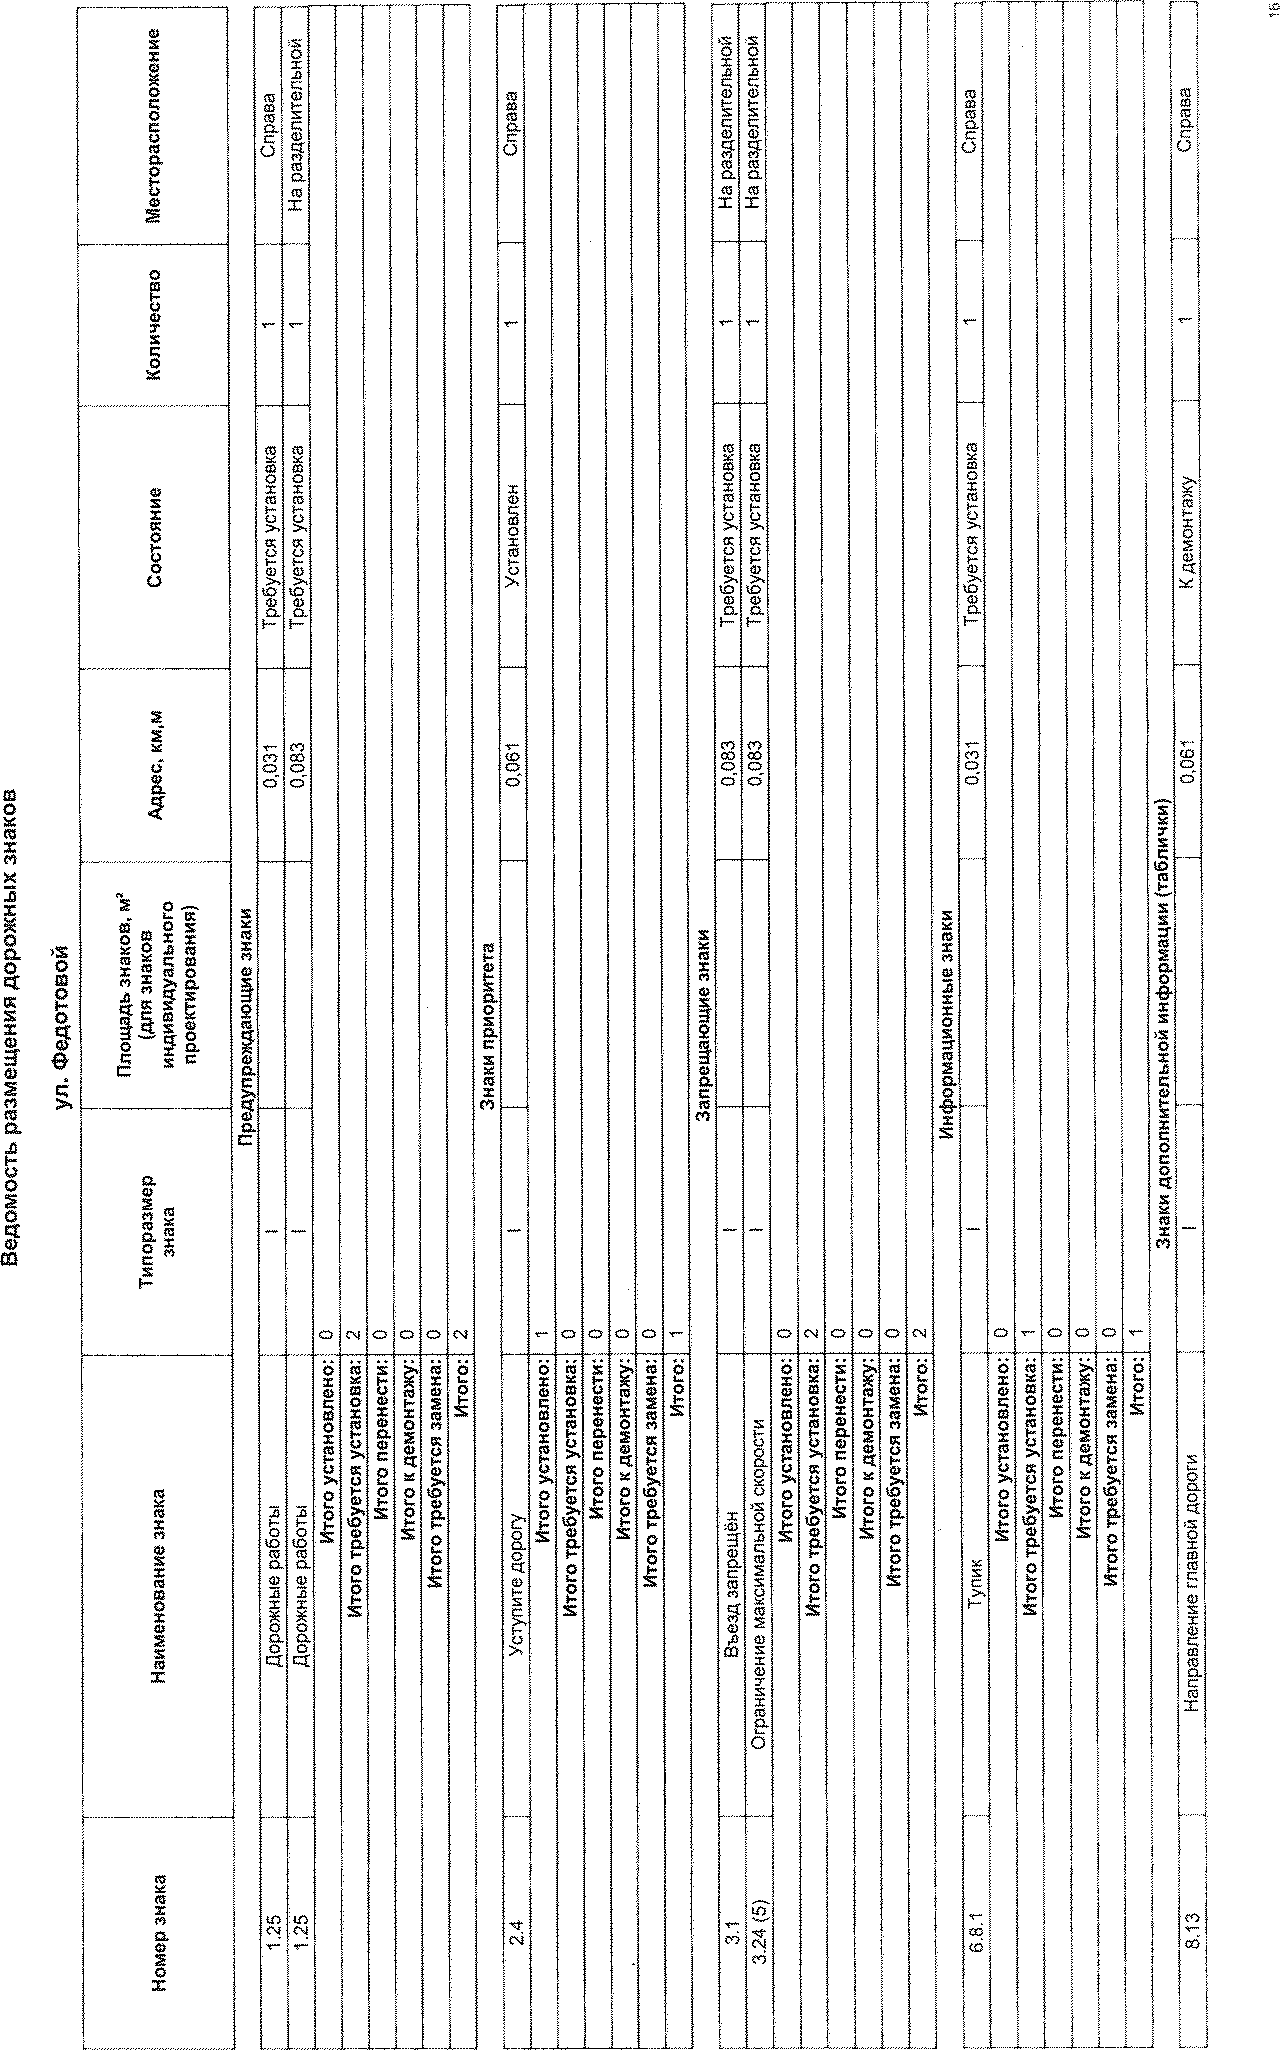 Ведомость размещения дорожных знаков
ул. Федотовой
Номер знака Наименование знака Типоразмер знака Площадь знаков, м² (для знаков индивидуального проектирования) Адрес, км,м Состояние Количество Месторасположение
Предупреждающие знаки
1.25 Дорожные работы I 0,031 Требуется установка 1 Справа
1.25 Дорожные работы I 0,083 Требуется установка 1 На разделительной
Итого установлено: 0
Итого требуется установка: 2
Итого перенести: 0
Итого к демонтажу: 0
Итого требуется замена: 0
Итого: 2
Знаки приоритета
2.4 Уступите дорогу I 0,061 Установлен 1 Справа
Итого установлено: 1
Итого требуется установка: 0
Итого перенести: 0
Итого к демонтажу: 0
Итого требуется замена: 0
Итого: 1
Запрещающие знаки
3.1 Въезд запрещён I 0,083 Требуется установка 1 На разделительной
3.24 (5) Ограничение максимальной скорости I 0,083 Требуется установка 1 На разделительной
Итого установлено: 0
Итого требуется установка: 2
Итого перенести: 0
Итого к демонтажу: 0
Итого требуется замена: 0
Итого: 2
Информационные знаки
6.8.1 Тупик I 0,031 Требуется установка 1 Справа
Итого установлено: 0
Итого требуется установка: 1
Итого перенести: 0
Итого к демонтажу: 0
Итого требуется замена: 0
Итого: 1
Знаки дополнительной информации (таблички)
8.13 Направление главной дороги I 0,061 К демонтажу 1 Справа
16